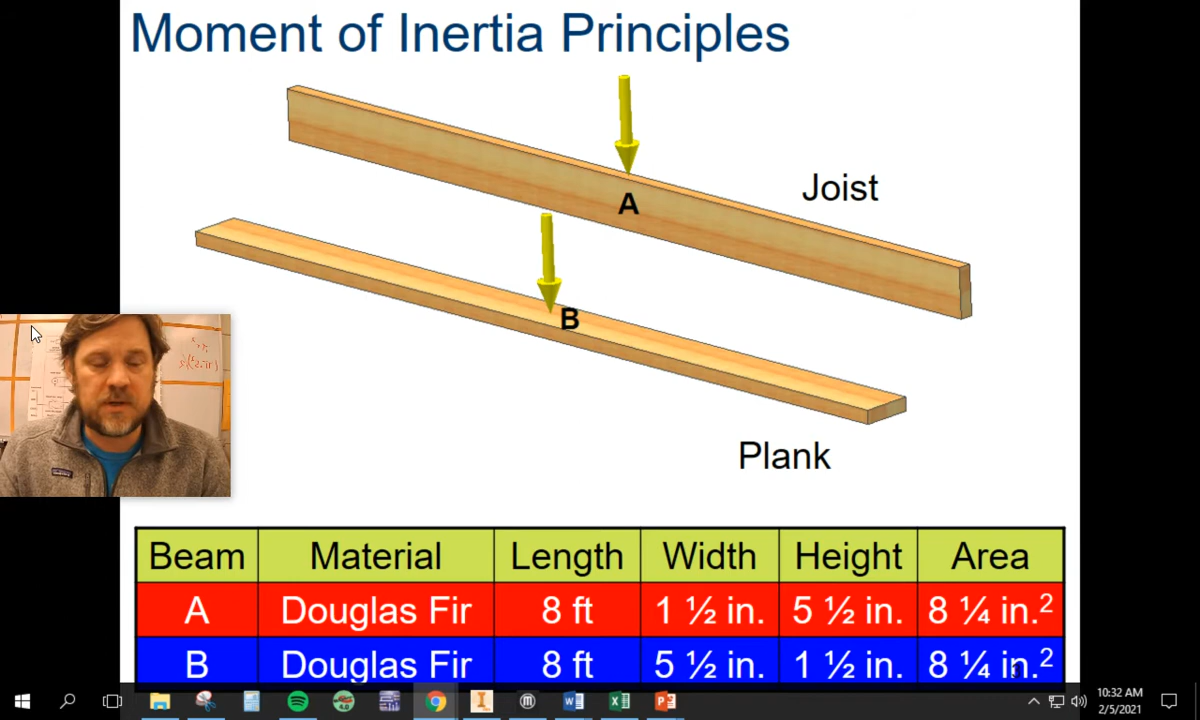 Moment of Inertia Principles
A
Joist
B
Plank
Beam Material Length Width Height Area
A Douglas Fir 8 ft 1 ½ in. 5 ½ in. 8 ¼ in.²
B Douglas Fir 8 ft 5 ½ in. 1 ½ in. 8 ¼ in.²
10:32 AM
2/5/2021